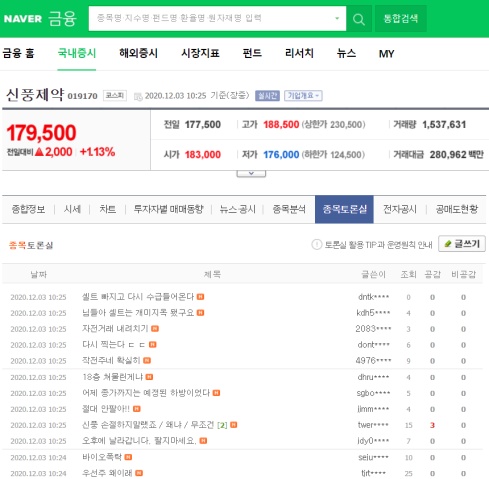 NAVER 금융 종목명 지수명 펀드명 환율명 원자재명 입력 통합검색
금융 홈 국내증시 해외증시 시장지표 펀드 리서치 뉴스 MY
신풍제약 019170 코스피 2020.12.03 10:25 기준(장중) 실시간 기업개요
179,500 전일 177,500 고가 188,500 (상한가 230,500) 거래량 1,537,631
전일대비 ▲2,000 +1.13% 시가 183,000 저가 176,000 (하한가 124,500) 거래대금 280,962 백만
종합정보 시세 차트 투자자별 매매동향 뉴스·공시 종목분석 종목토론실 전자공시 공매도현황
종목토론실 토론실 활용 TIP과 운영원칙 안내 글쓰기
날짜 제목 글쓴이 조회 공감 비공감
2020.12.03 10:25 셀트 빠지고 다시 수급들어온다 N dntk**** 0 0 0
2020.12.03 10:25 님들아 셀트는 개미지옥 됐구요 N kdh5**** 4 0 0
2020.12.03 10:25 자전거래 내려치기 N 2083**** 3 0 0
2020.12.03 10:25 다시 찍는다 ㄷ ㄷ N dont**** 6 0 0
2020.12.03 10:25 작전주네 확실히 N 4976**** 9 0 0
2020.12.03 10:25 18층 쳐물린게냐 N dhru**** 4 0 0
2020.12.03 10:25 어제 종가까지는 예정된 하방이었다 N sgbo**** 5 0 0
2020.12.03 10:25 절대 안팔아!! N jimm**** 4 0 0
2020.12.03 10:25 신풍 손절하지말랬죠 / 왜냐 / 무조건 [2] N twer**** 15 3 0
2020.12.03 10:25 오후에 날라갑니다. 팔지마세요. N idy0**** 7 0 0
2020.12.03 10:24 바이오폭락 N seiu**** 10 0 0
2020.12.03 10:24 우선주 왜이래 N tjrt**** 25 0 0